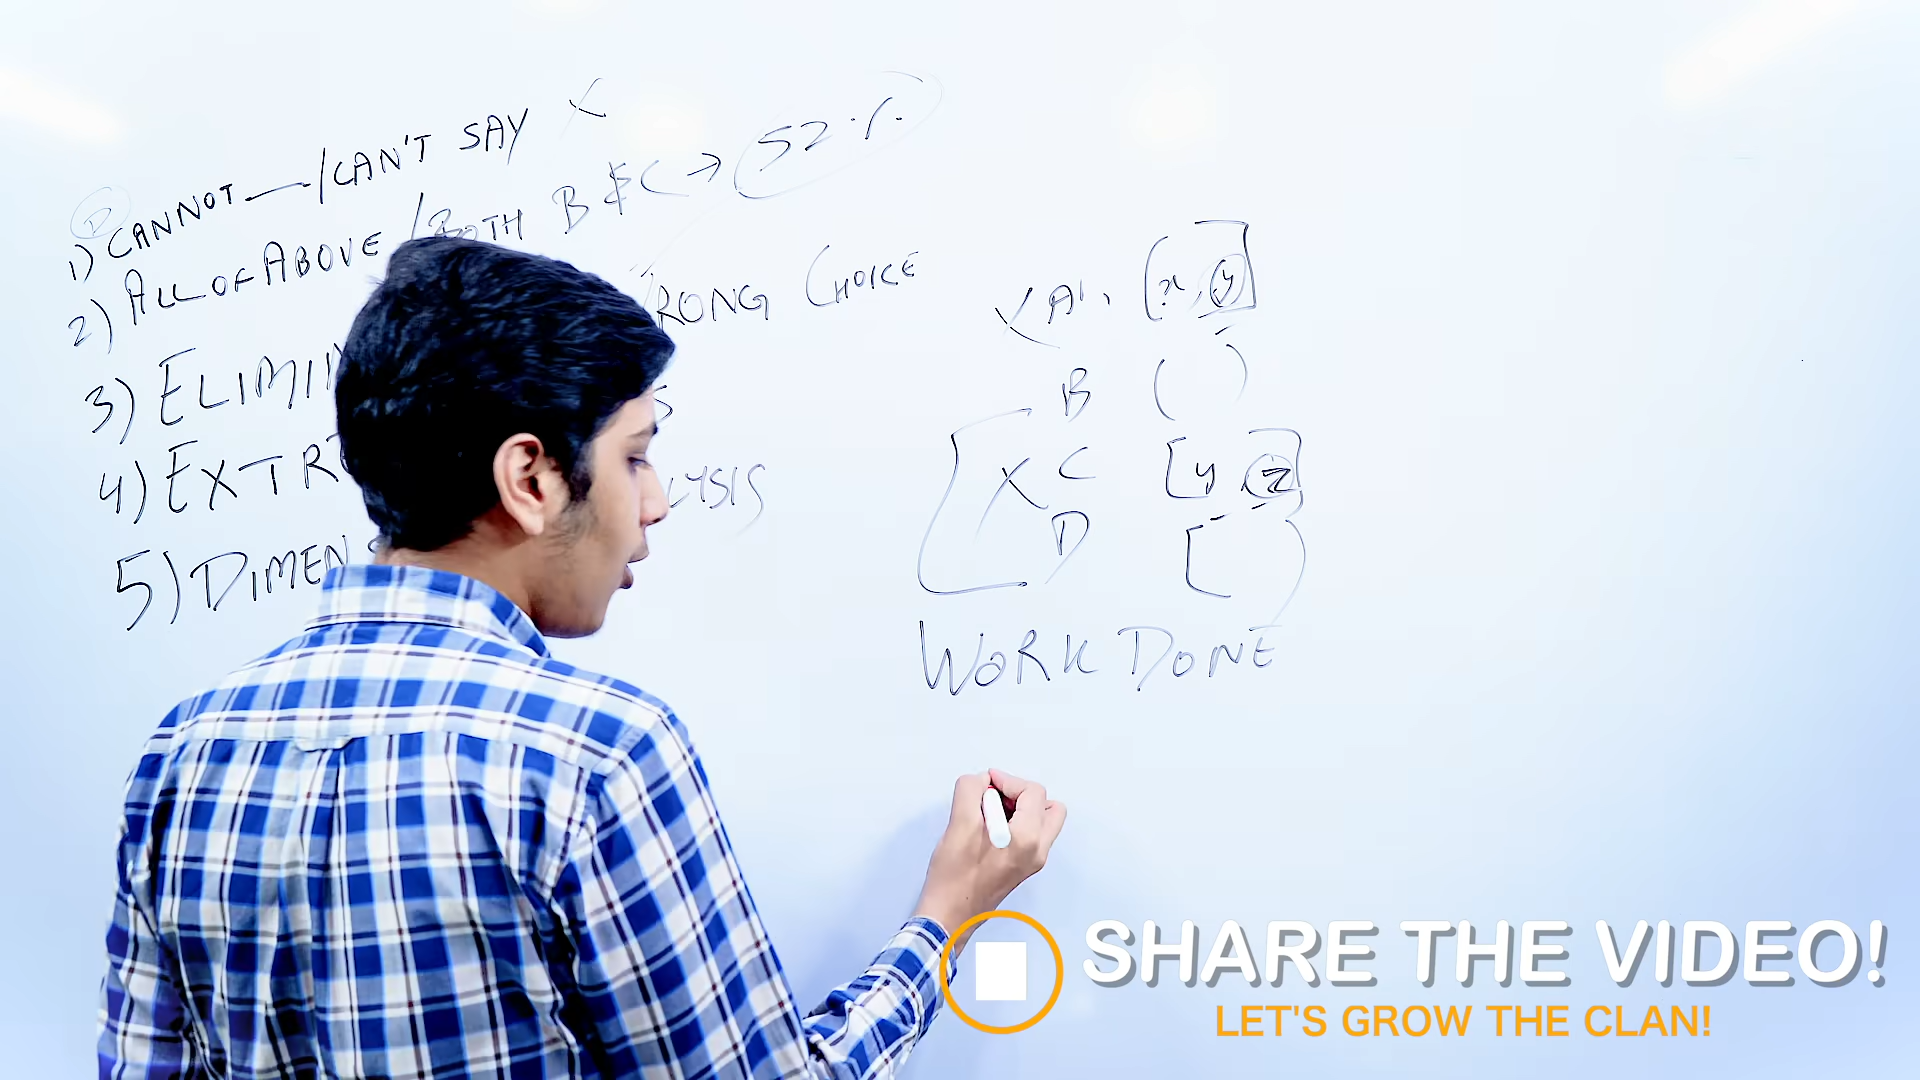 1) CANNOT — / CAN'T SAY X
2) ALL OF ABOVE / BOTH B & C → 52%.
3) ELIMIN RONG CHOICE
4) EXTR S
5) DIMEN LYSIS
X A', [x, y]
B ( )
X C [y, z]
D [ )
WORK DONE
SHARE THE VIDEO!
LET'S GROW THE CLAN!